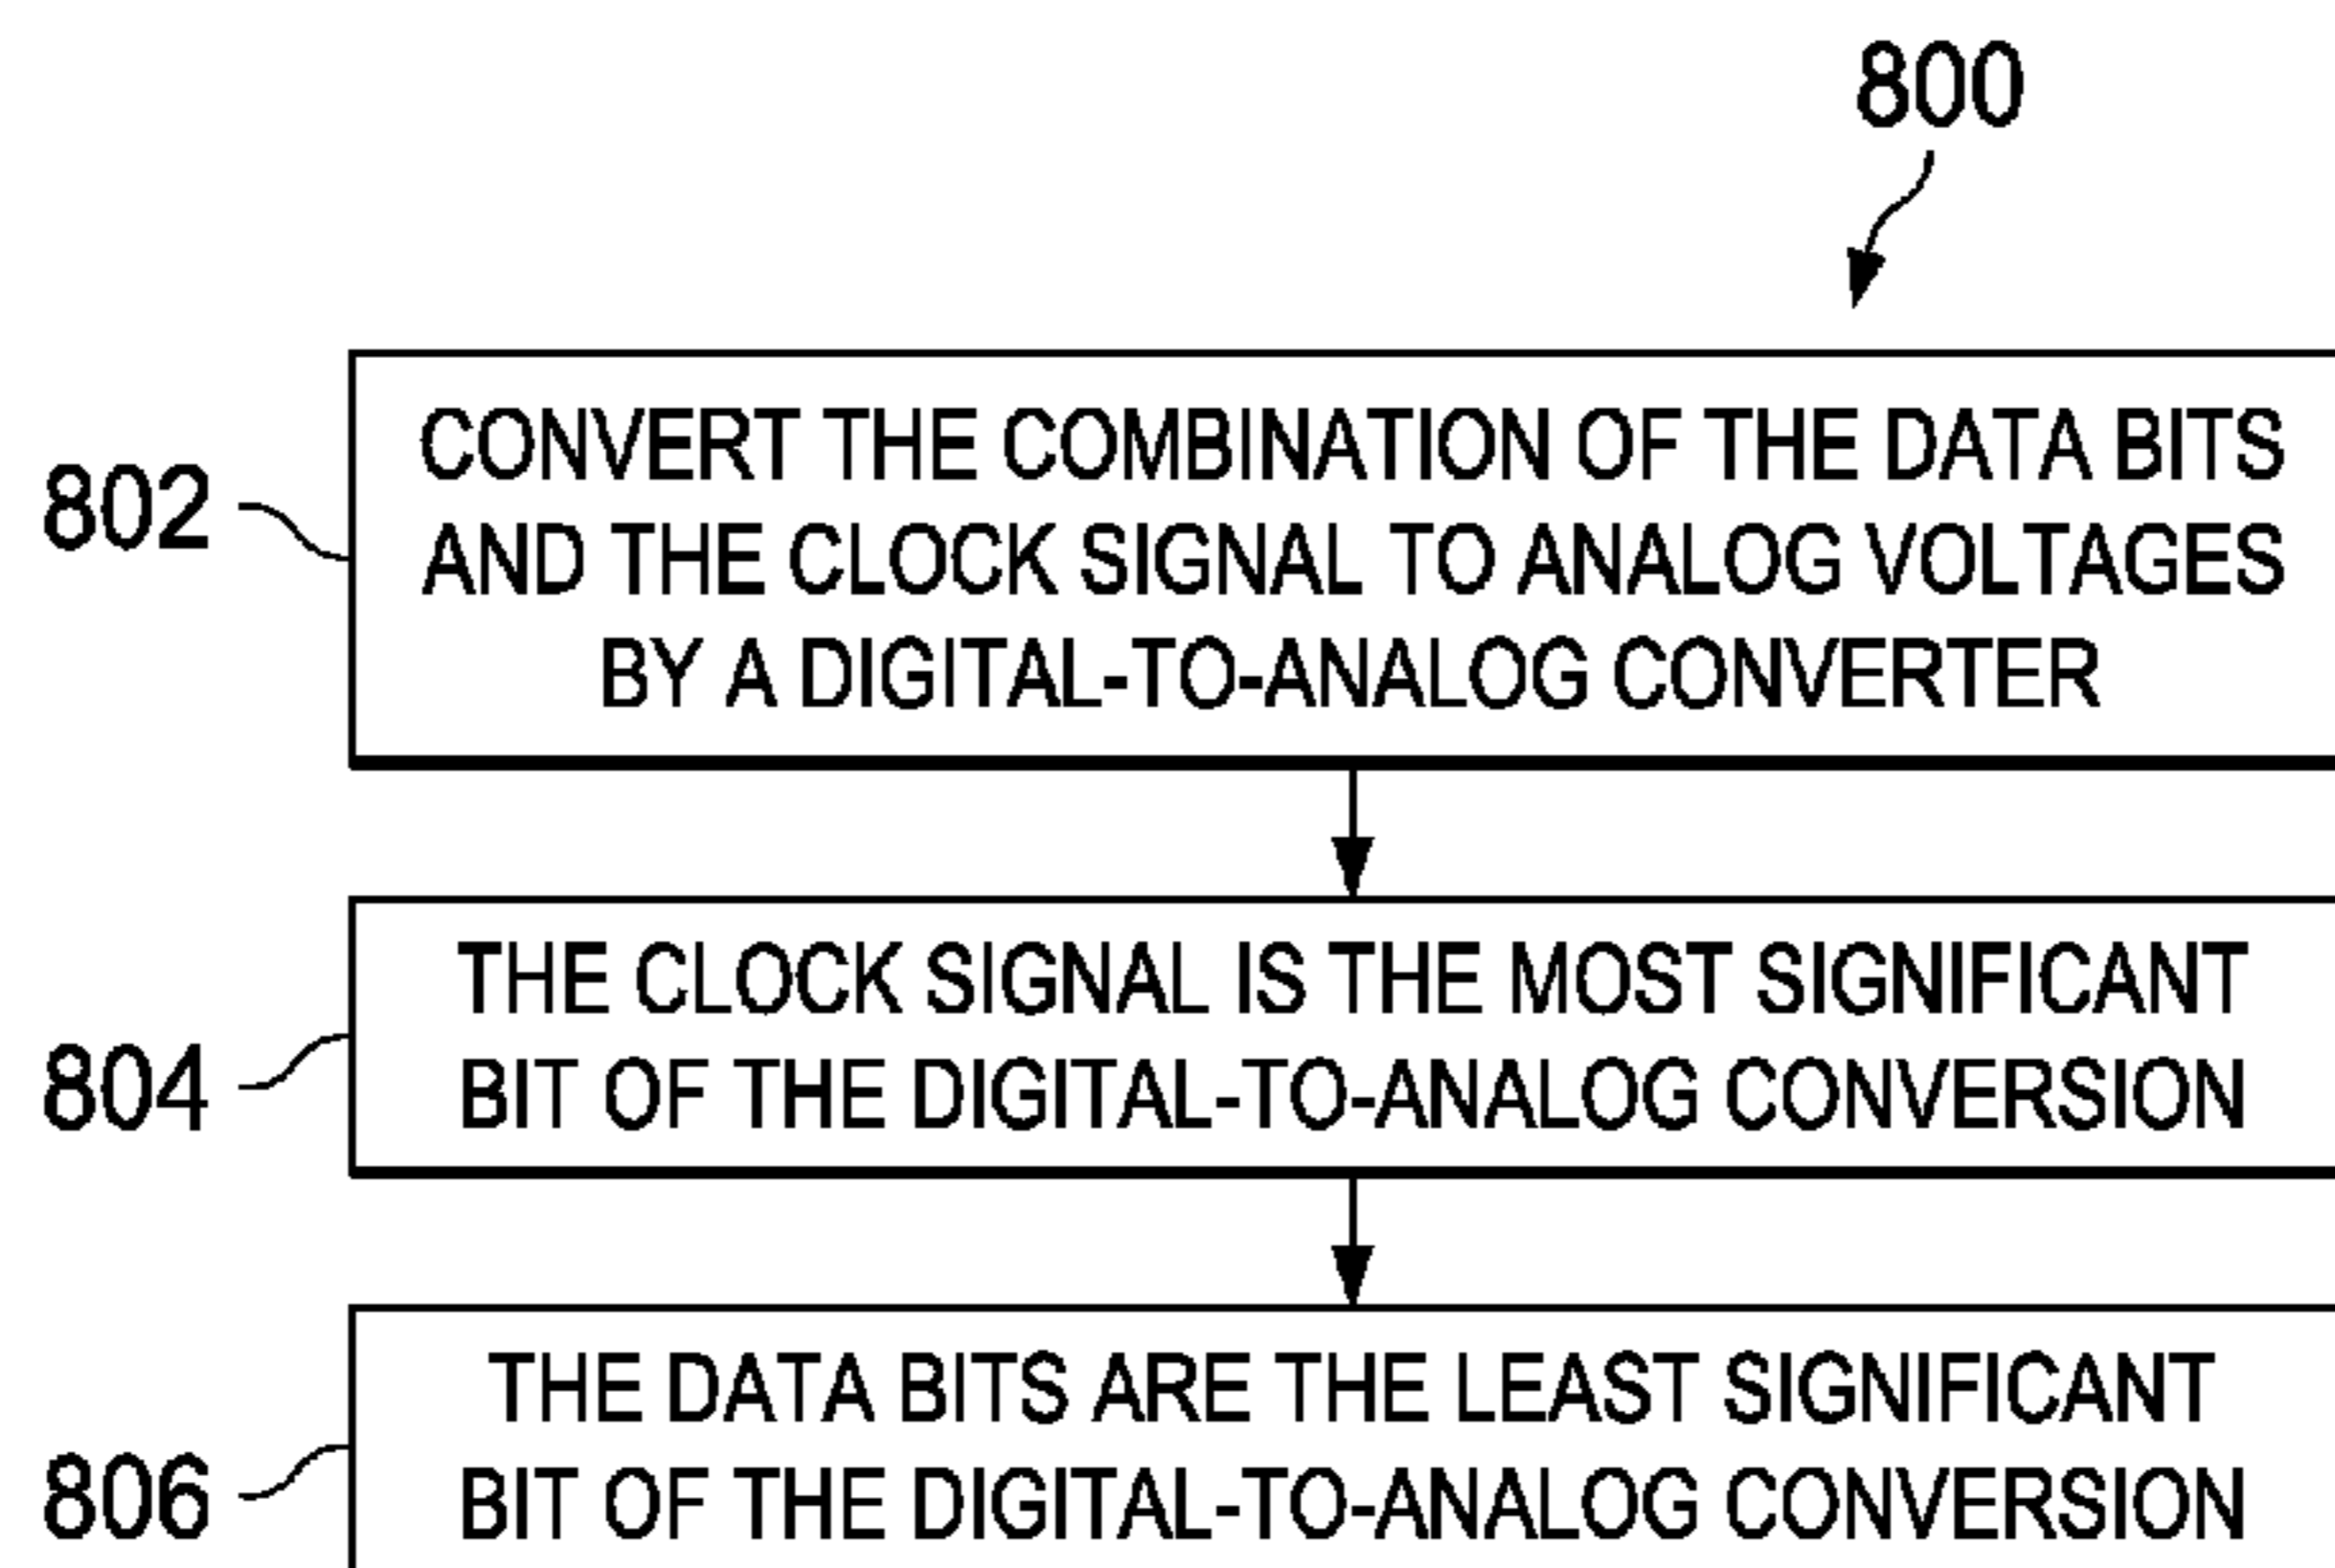 800
802
CONVERT THE COMBINATION OF THE DATA BITS
AND THE CLOCK SIGNAL TO ANALOG VOLTAGES
BY A DIGITAL-TO-ANALOG CONVERTER
804
THE CLOCK SIGNAL IS THE MOST SIGNIFICANT
BIT OF THE DIGITAL-TO-ANALOG CONVERSION
806
THE DATA BITS ARE THE LEAST SIGNIFICANT
BIT OF THE DIGITAL-TO-ANALOG CONVERSION